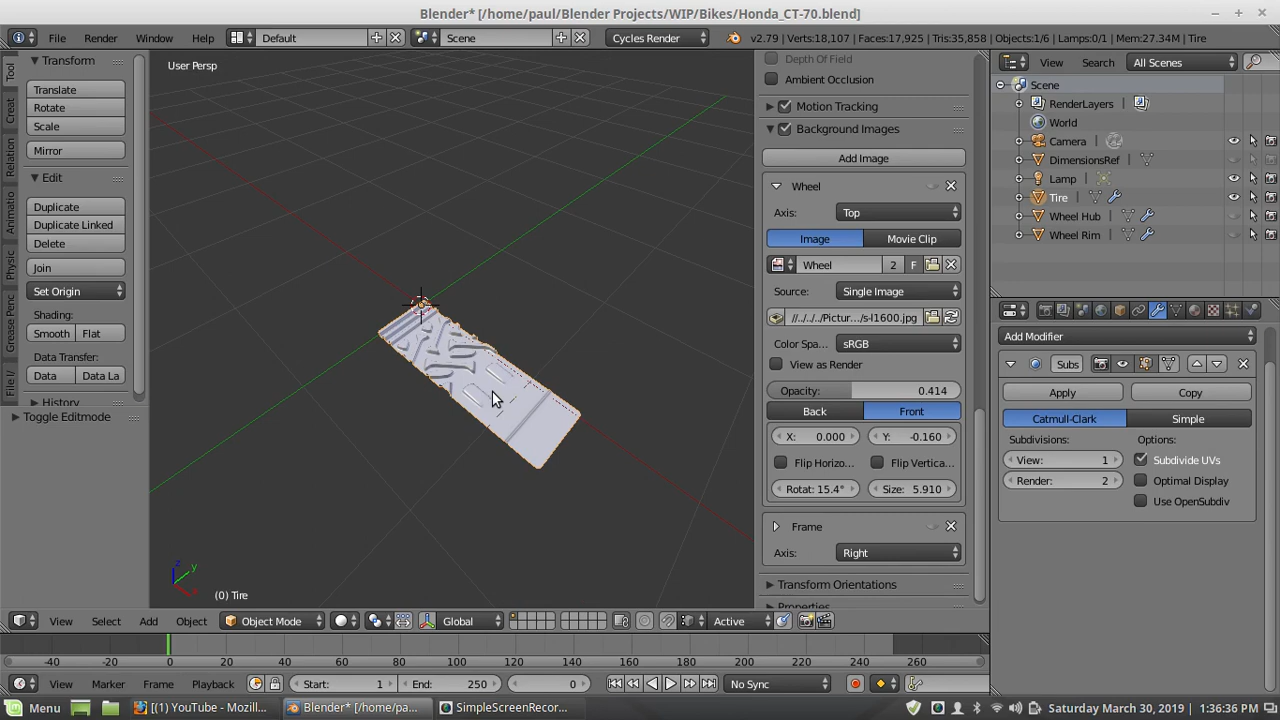 Blender* [/home/paul/Blender Projects/WIP/Bikes/Honda_CT-70.blend]
File Render Window Help Default Scene Cycles Render v2.79 | Verts:18,107 | Faces:17,925 | Tris:35,858 | Objects:1/6 | Lamps:0/1 | Mem:27.34M | Tire
Tool
Creat
Relation
Animatio
Physic
Grease Penc
File I/
Transform
Translate
Rotate
Scale
Mirror
Edit
Duplicate
Duplicate Linked
Delete
Join
Set Origin
Shading:
Smooth Flat
Data Transfer:
Data Data La
History
Toggle Editmode
User Persp
z
y
x
(0) Tire
Depth Of Field
Ambient Occlusion
Motion Tracking
Background Images
Add Image
Wheel
Axis: Top
Image Movie Clip
Wheel 2 F
Source: Single Image
//../../../Pictur.../s-l1600.jpg
Color Spa... sRGB
View as Render
Opacity: 0.414
Back Front
X: 0.000 Y: -0.160
Flip Horizo... Flip Vertica...
Rotat: 15.4° Size: 5.910
Frame
Axis: Right
Transform Orientations
Properties
View Search All Scenes
Scene
RenderLayers
World
Camera
DimensionsRef
Lamp
Tire
Wheel Hub
Wheel Rim
Add Modifier
Subs
Apply Copy
Catmull-Clark Simple
Subdivisions: Options:
View: 1 Subdivide UVs
Render: 2 Optimal Display
Use OpenSubdiv
View Select Add Object Object Mode Global Active
-40 -20 0 20 40 60 80 100 120 140 160 180 200 220 240 260
View Marker Frame Playback Start: 1 End: 250 0 No Sync
Menu [(1) YouTube - Mozill... Blender* [/home/pa... SimpleScreenRecor... Saturday March 30, 2019 | 1:36:36 PM